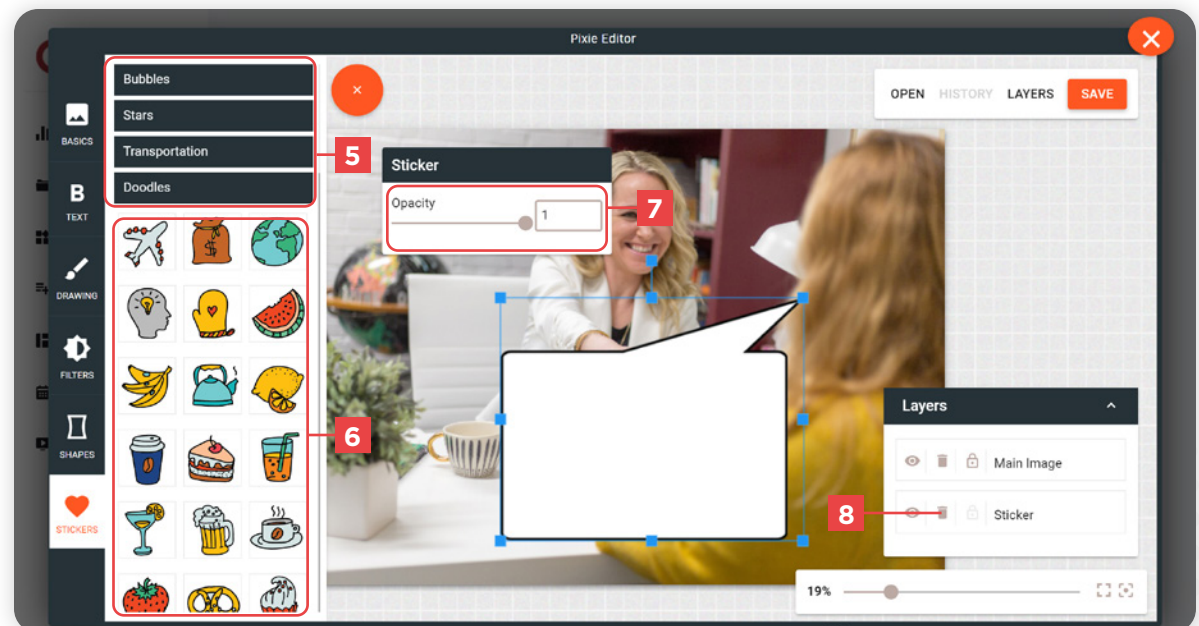 Pixie Editor
Bubbles
Stars
Transportation
Doodles
5
6
BASICS
B
TEXT
DRAWING
FILTERS
SHAPES
STICKERS
OPEN HISTORY LAYERS SAVE
Sticker
Opacity
1
7
$
Layers
Main Image
Sticker
8
19%